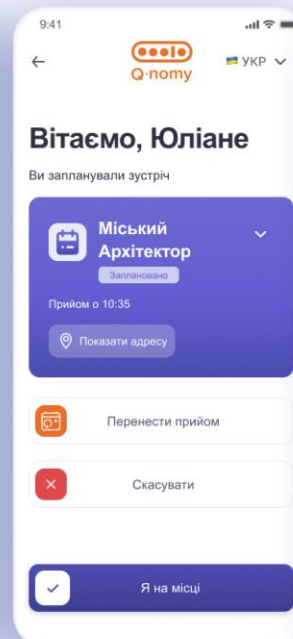 9:41
Q·nomy
УКР
Вітаємо, Юліане
Ви запланували зустріч
Міський
Архітектор
Заплановано
Прийом о 10:35
Показати адресу
Перенести прийом
Скасувати
Я на місці